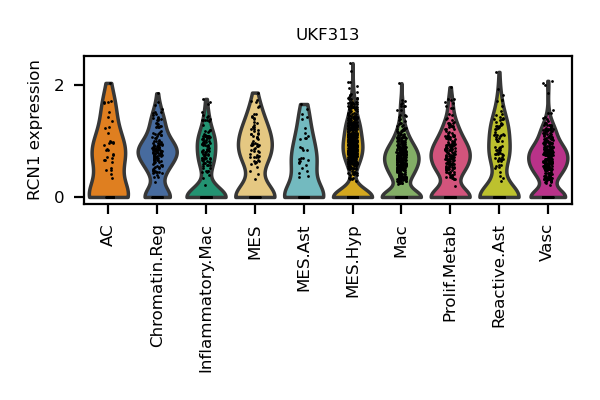 UKF313
RCN1 expression
2
0
AC
Chromatin.Reg
Inflammatory.Mac
MES
MES.Ast
MES.Hyp
Mac
Prolif.Metab
Reactive.Ast
Vasc